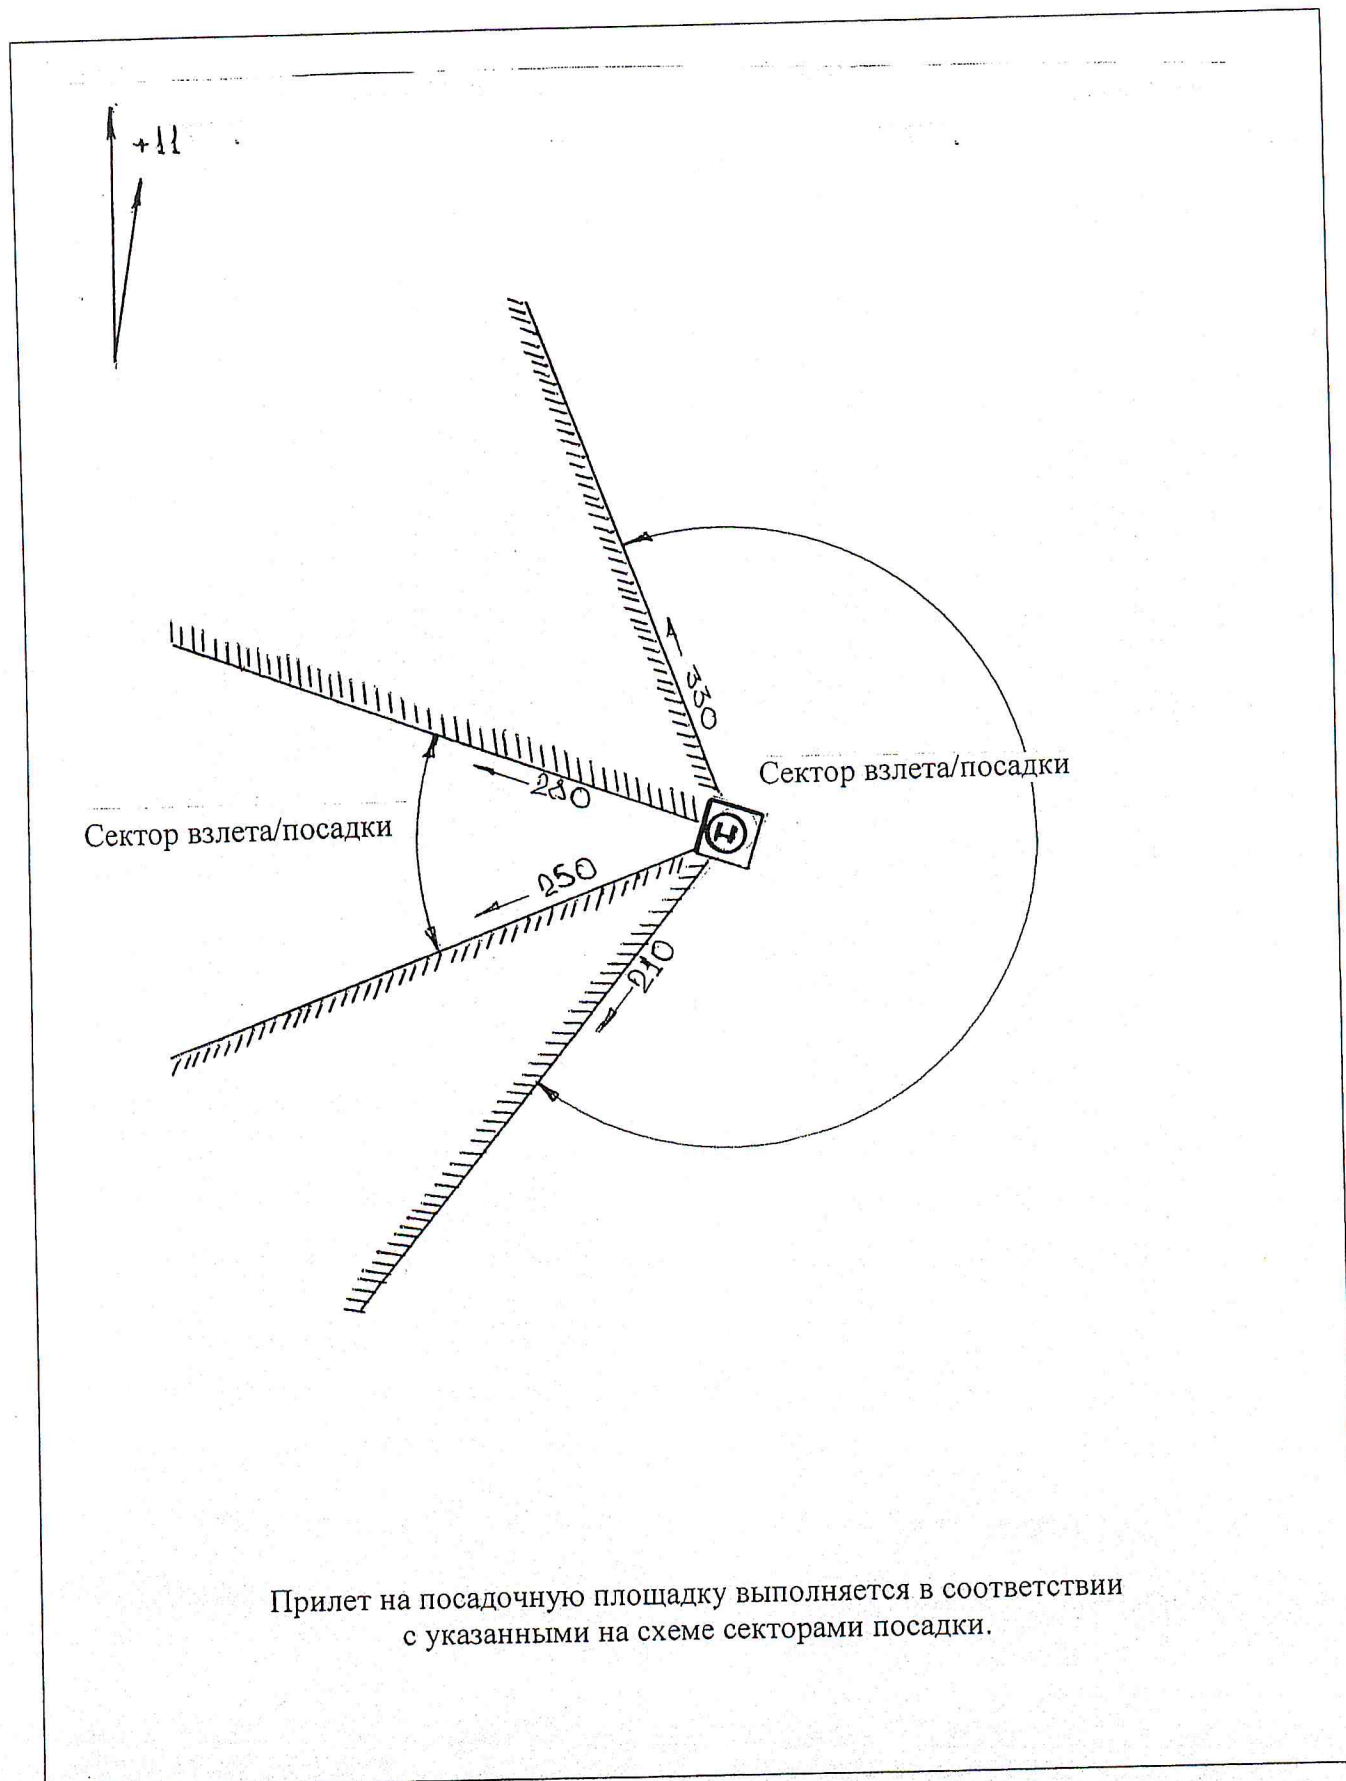 +11
330
Сектор взлета/посадки
280
Сектор взлета/посадки
H
250
210
Прилет на посадочную площадку выполняется в соответствии
с указанными на схеме секторами посадки.